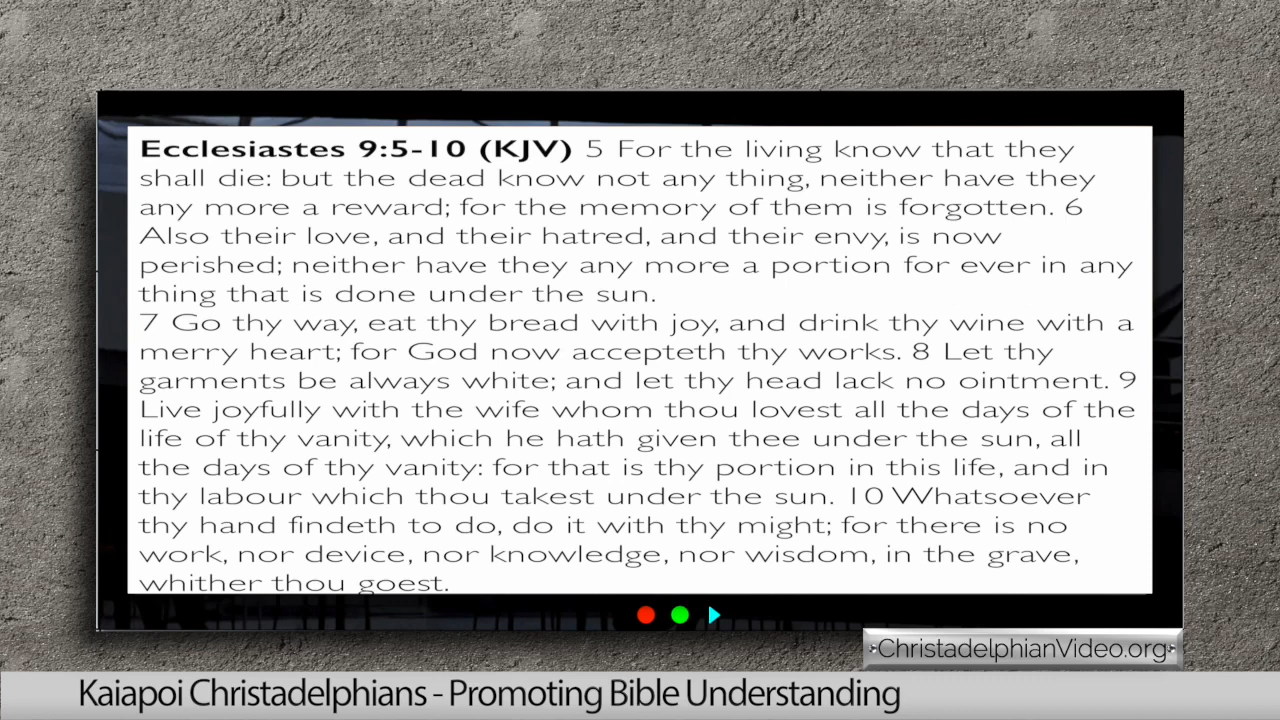 Ecclesiastes 9:5-10 (KJV) 5 For the living know that they
shall die: but the dead know not any thing, neither have they
any more a reward; for the memory of them is forgotten. 6
Also their love, and their hatred, and their envy, is now
perished; neither have they any more a portion for ever in any
thing that is done under the sun.
7 Go thy way, eat thy bread with joy, and drink thy wine with a
merry heart; for God now accepteth thy works. 8 Let thy
garments be always white; and let thy head lack no ointment. 9
Live joyfully with the wife whom thou lovest all the days of the
life of thy vanity, which he hath given thee under the sun, all
the days of thy vanity: for that is thy portion in this life, and in
thy labour which thou takest under the sun. 10 Whatsoever
thy hand findeth to do, do it with thy might; for there is no
work, nor device, nor knowledge, nor wisdom, in the grave,
whither thou goest.
ChristadelphianVideo.org
Kaiapoi Christadelphians - Promoting Bible Understanding